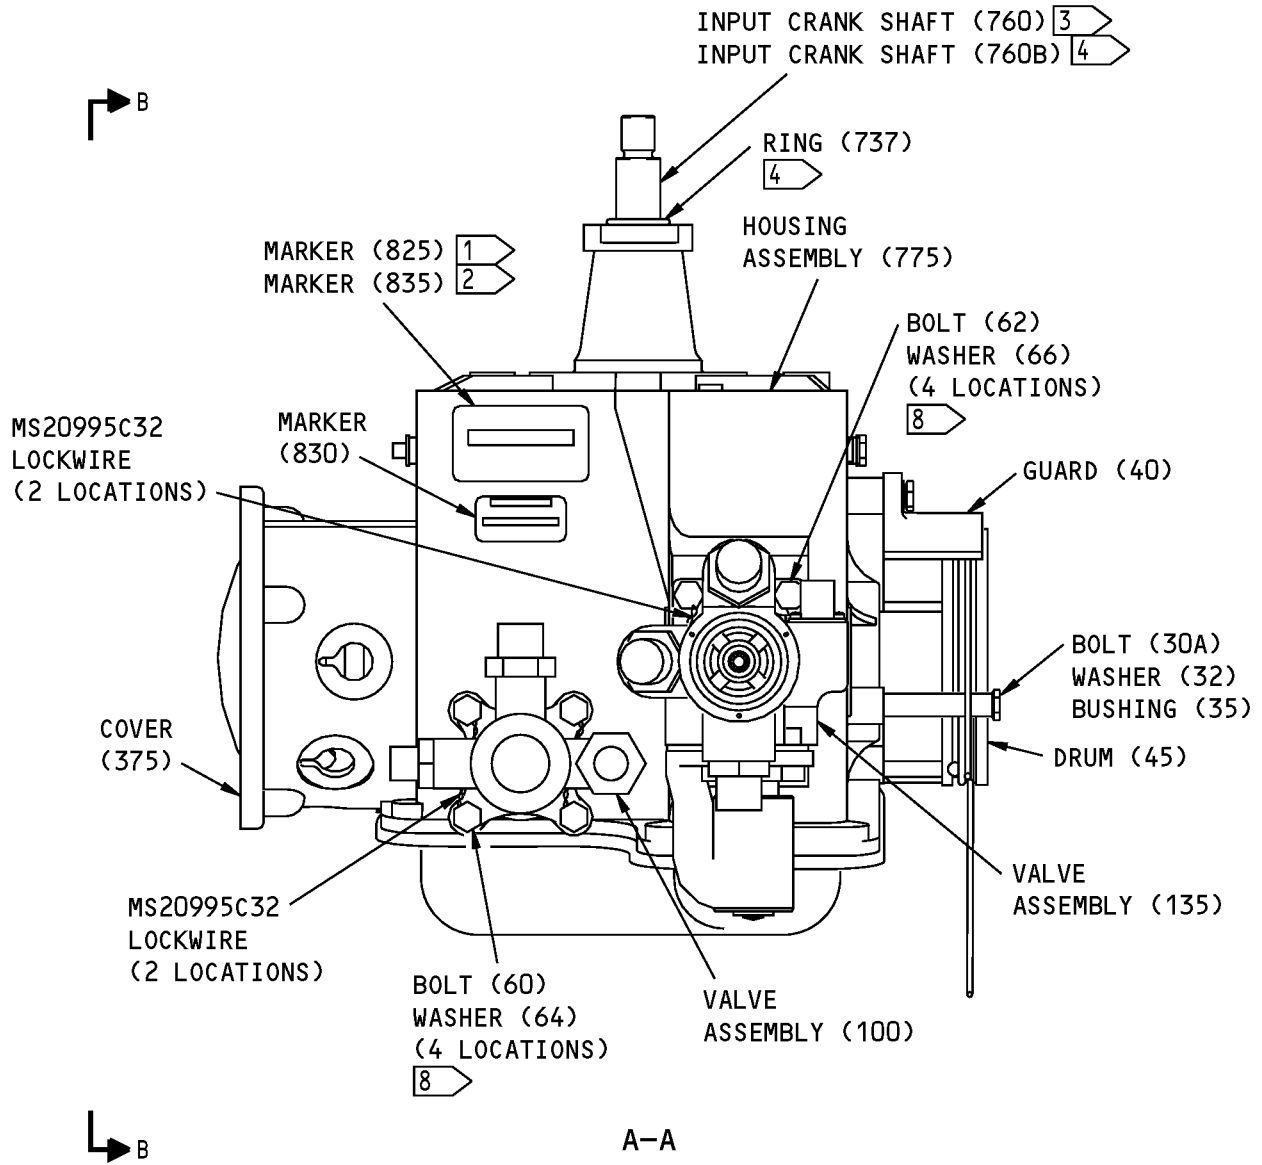 INPUT CRANK SHAFT (760) 3
INPUT CRANK SHAFT (760B) 4
B
RING (737)
4
HOUSING
ASSEMBLY (775)
MARKER (825) 1
MARKER (835) 2
BOLT (62)
WASHER (66)
(4 LOCATIONS)
8
MARKER
(830)
MS20995C32
LOCKWIRE
(2 LOCATIONS)
GUARD (40)
BOLT (30A)
WASHER (32)
BUSHING (35)
COVER
(375)
DRUM (45)
VALVE
ASSEMBLY (135)
MS20995C32
LOCKWIRE
(2 LOCATIONS)
BOLT (60)
WASHER (64)
(4 LOCATIONS)
8
VALVE
ASSEMBLY (100)
B
A-A